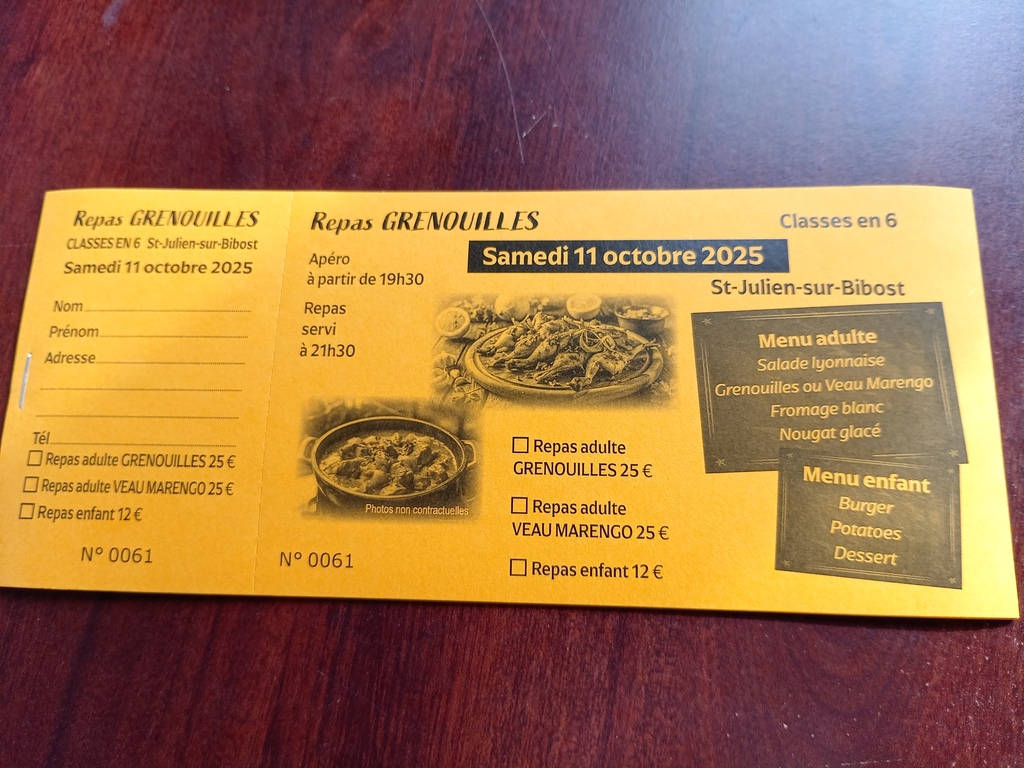 Repas GRENOUILLES
CLASSES EN 6 St-Julien-sur-Bibost
Samedi 11 octobre 2025
Nom
Prénom
Adresse
Tél
Repas adulte GRENOUILLES 25 €
Repas adulte VEAU MARENGO 25 €
Repas enfant 12 €
N° 0061
Repas GRENOUILLES
Classes en 6
Samedi 11 octobre 2025
St-Julien-sur-Bibost
Apéro
à partir de 19h30
Repas
servi
à 21h30
Photos non contractuelles
N° 0061
Repas adulte
GRENOUILLES 25 €
Repas adulte
VEAU MARENGO 25 €
Repas enfant 12 €
Menu adulte
Salade lyonnaise
Grenouilles ou Veau Marengo
Fromage blanc
Nougat glacé
Menu enfant
Burger
Potatoes
Dessert